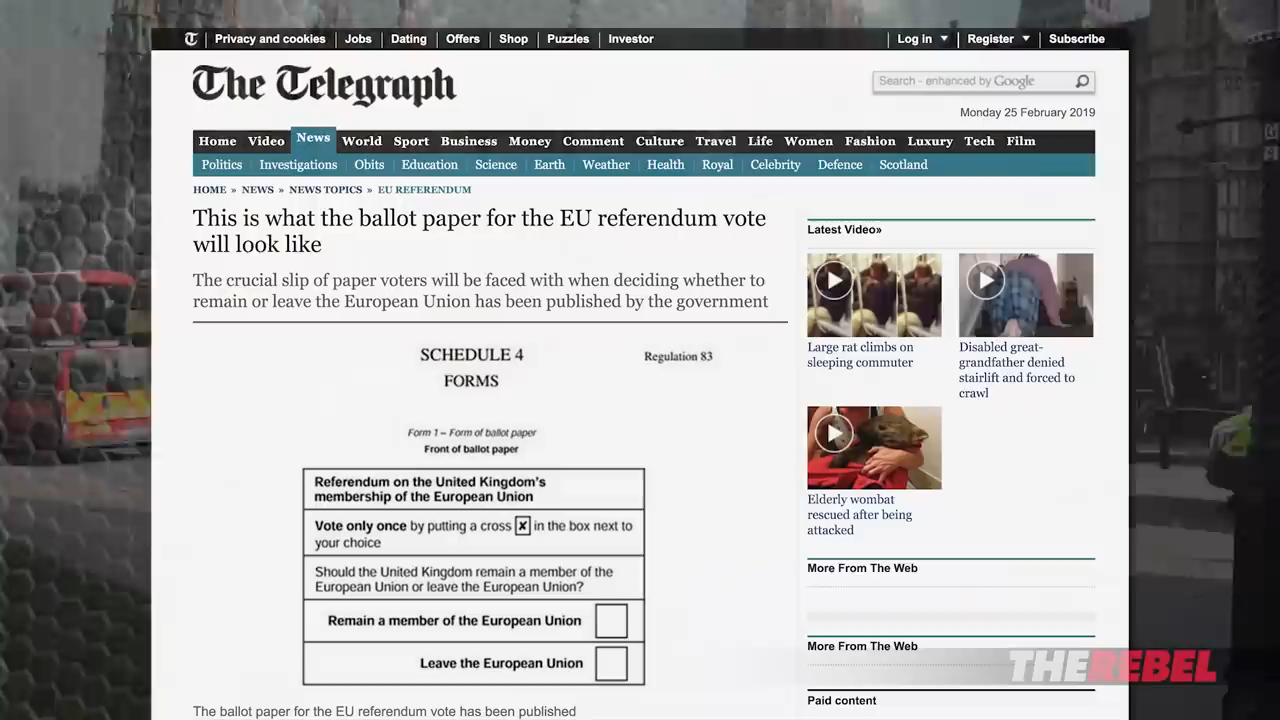 Privacy and cookies Jobs Dating Offers Shop Puzzles Investor Log in Register Subscribe
The Telegraph
Search - enhanced by Google
Monday 25 February 2019
Home Video News World Sport Business Money Comment Culture Travel Life Women Fashion Luxury Tech Film
Politics Investigations Obits Education Science Earth Weather Health Royal Celebrity Defence Scotland
HOME » NEWS » NEWS TOPICS » EU REFERENDUM
This is what the ballot paper for the EU referendum vote
will look like
The crucial slip of paper voters will be faced with when deciding whether to
remain or leave the European Union has been published by the government
SCHEDULE 4
Regulation 83
FORMS
Form 1 – Form of ballot paper
Front of ballot paper
Referendum on the United Kingdom's
membership of the European Union
Vote only once by putting a cross X in the box next to
your choice
Should the United Kingdom remain a member of the
European Union or leave the European Union?
Remain a member of the European Union
Leave the European Union
The ballot paper for the EU referendum vote has been published
Latest Video»
Large rat climbs on
sleeping commuter
Disabled great-
grandfather denied
stairlift and forced to
crawl
Elderly wombat
rescued after being
attacked
More From The Web
More From The Web
Paid content
THE REBEL